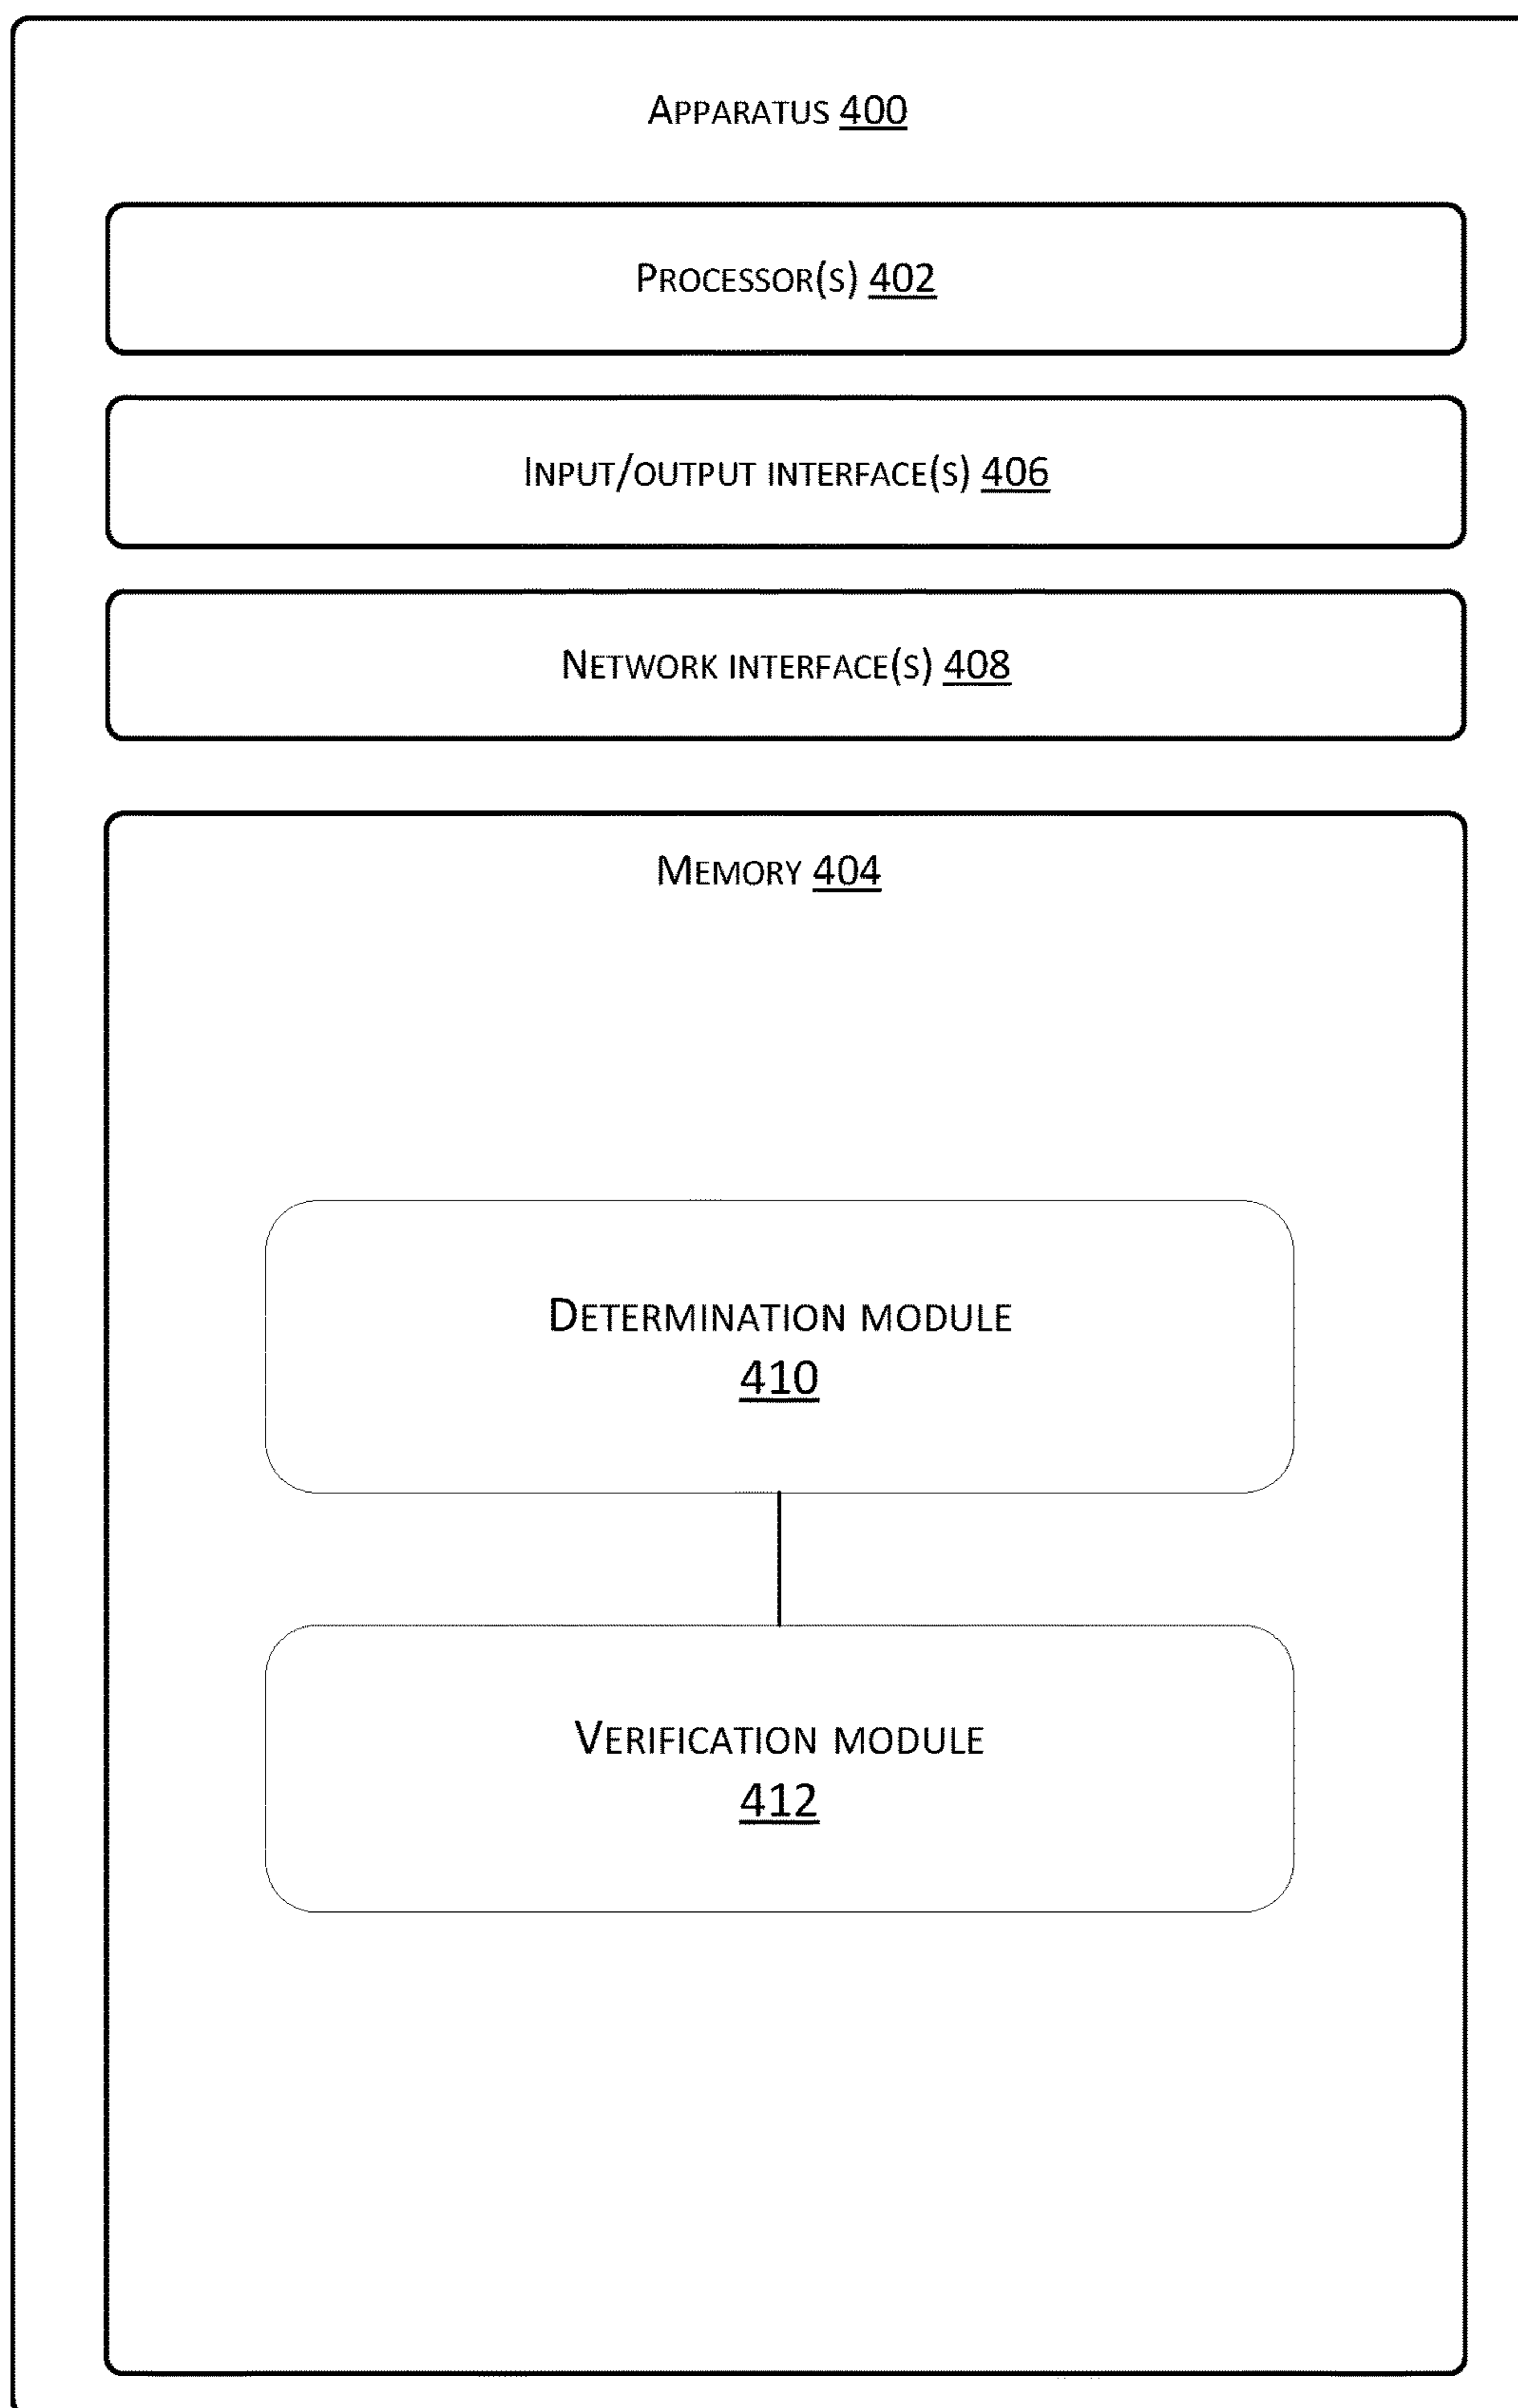 APPARATUS 400
PROCESSOR(S) 402
INPUT/OUTPUT INTERFACE(S) 406
NETWORK INTERFACE(S) 408
MEMORY 404
DETERMINATION MODULE
410
VERIFICATION MODULE
412